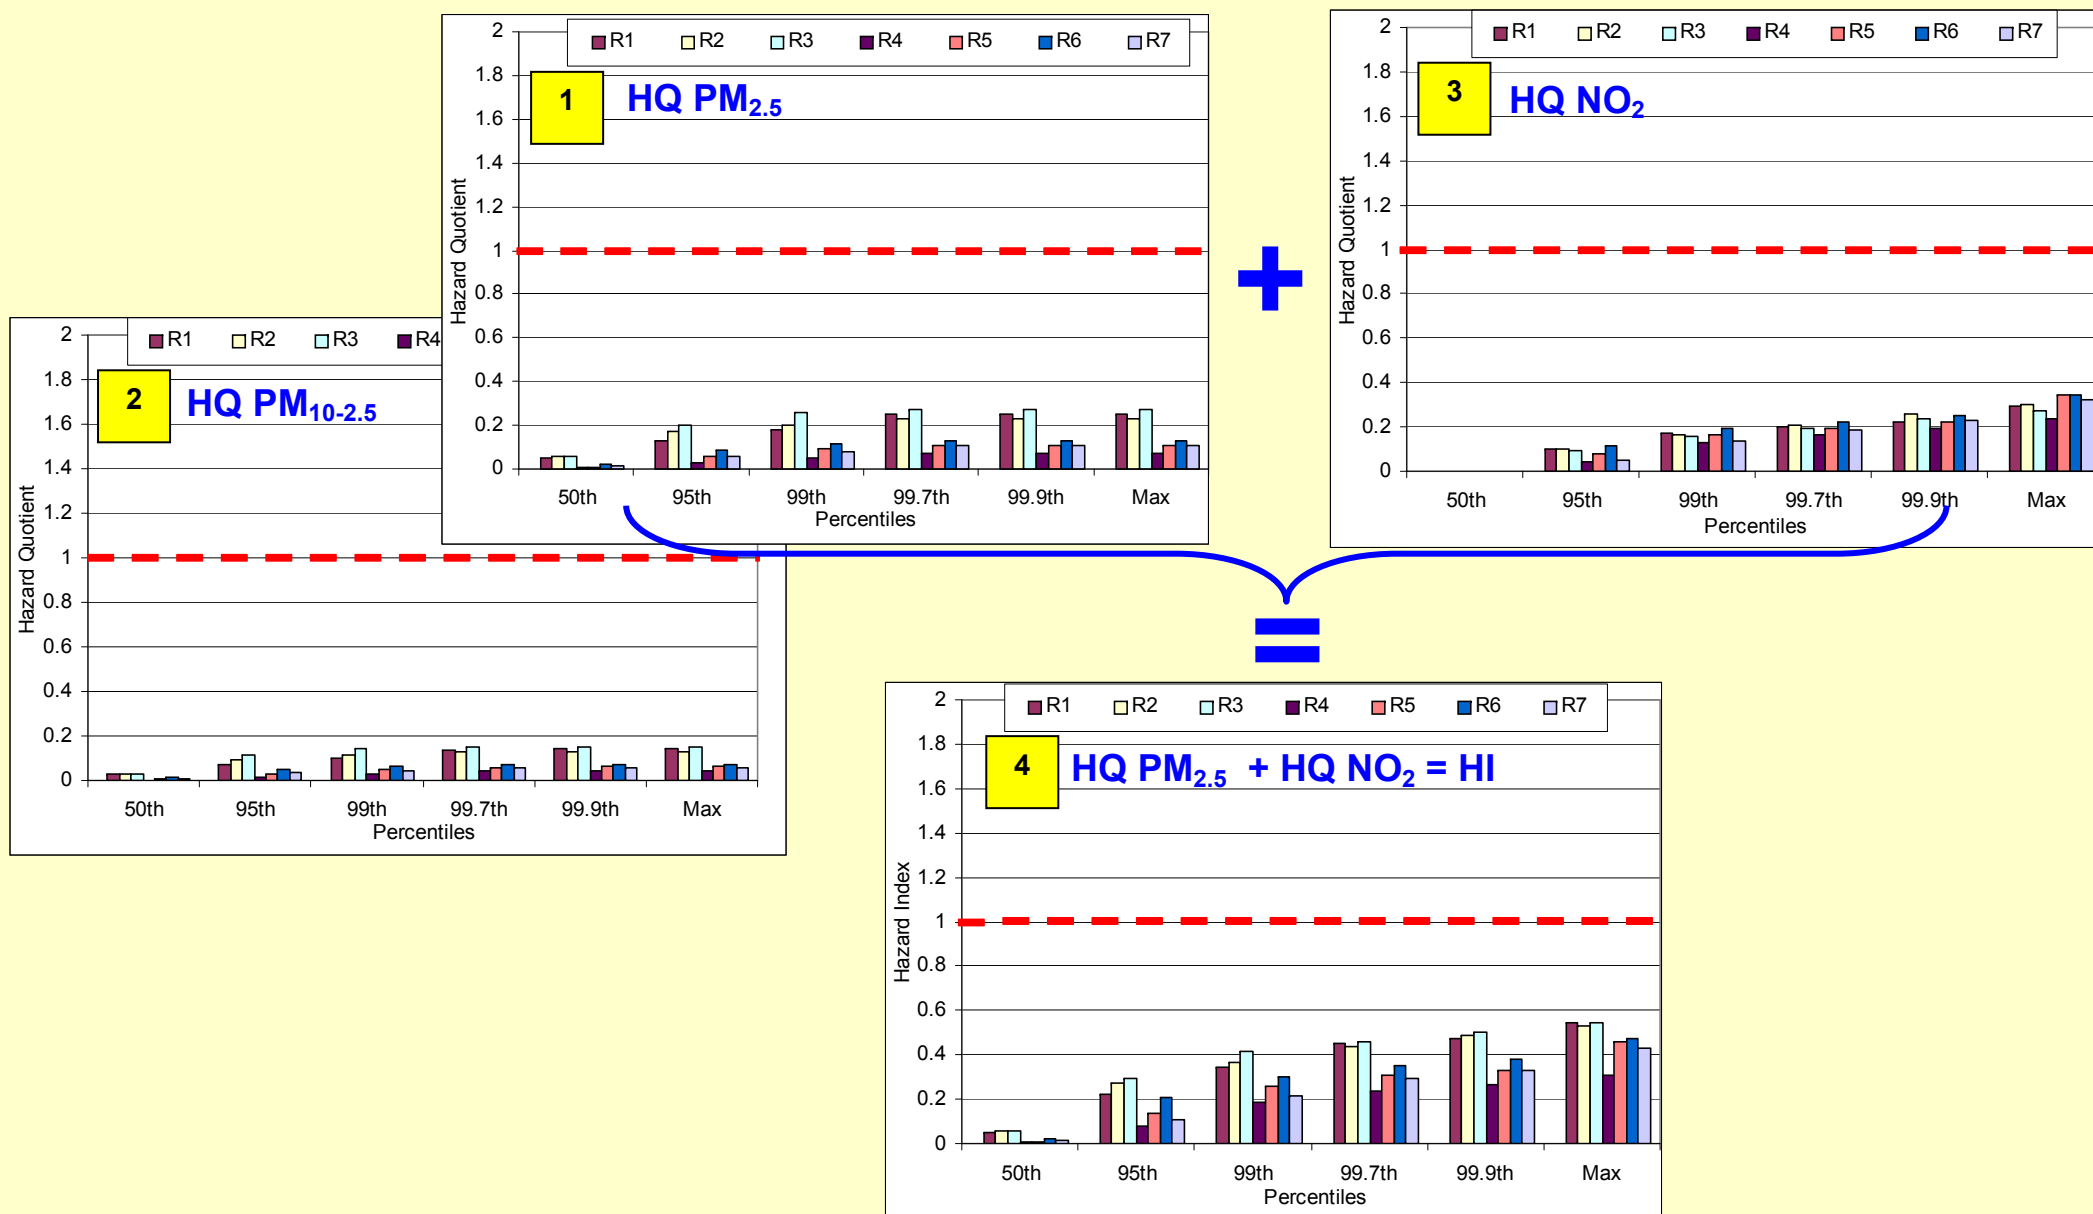 R1 R2 R3 R4 R5 R6 R7
1
HQ PM2.5
2
1.8
1.6
1.4
1.2
1
0.8
0.6
0.4
0.2
0
Hazard Quotient
50th 95th 99th 99.7th 99.9th Max
Percentiles
+
R1 R2 R3 R4 R5 R6 R7
3
HQ NO2
2
1.8
1.6
1.4
1.2
1
0.8
0.6
0.4
0.2
0
Hazard Quotient
50th 95th 99th 99.7th 99.9th Max
Percentiles
R1 R2 R3 R4
2
HQ PM10-2.5
2
1.8
1.6
1.4
1.2
1
0.8
0.6
0.4
0.2
0
Hazard Quotient
50th 95th 99th 99.7th 99.9th Max
Percentiles
=
R1 R2 R3 R4 R5 R6 R7
4
HQ PM2.5 + HQ NO2 = HI
2
1.8
1.6
1.4
1.2
1
0.8
0.6
0.4
0.2
0
Hazard Index
50th 95th 99th 99.7th 99.9th Max
Percentiles